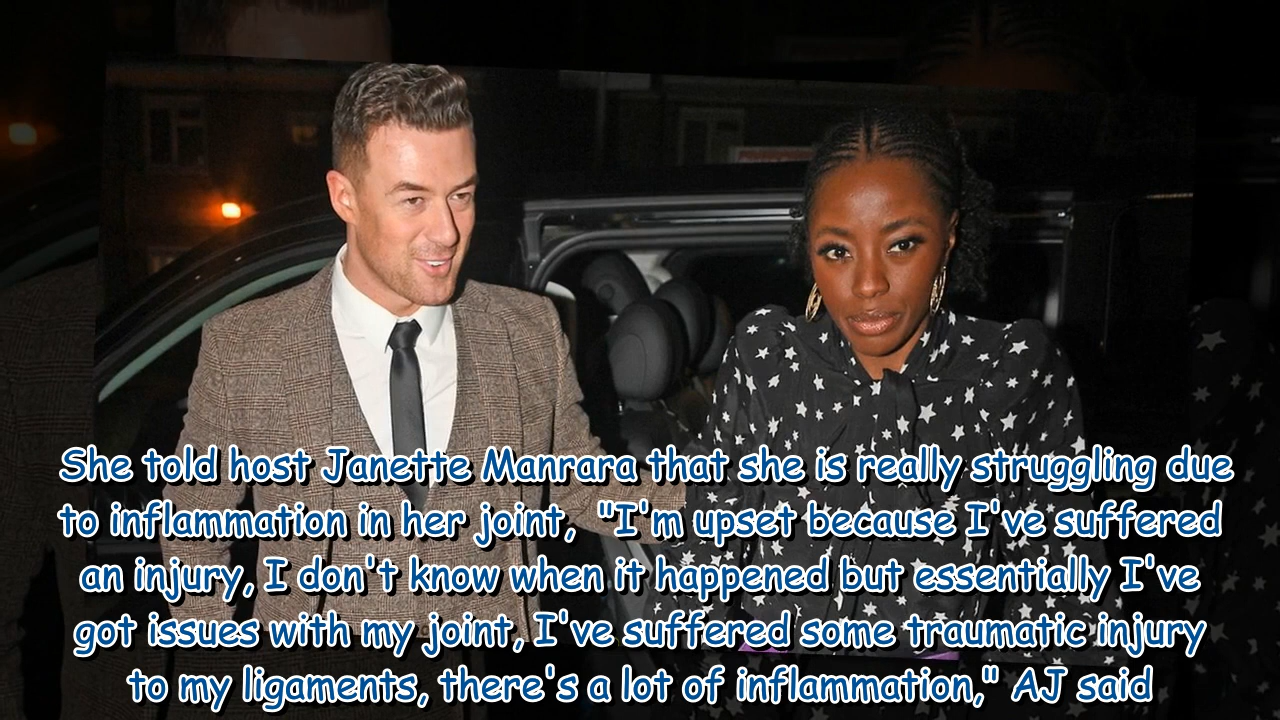 She told host Janette Manrara that she is really struggling due
to inflammation in her joint,  "I'm upset because I've suffered
an injury, I don't know when it happened but essentially I've
got issues with my joint, I've suffered some traumatic injury
to my ligaments, there's a lot of inflammation," AJ said